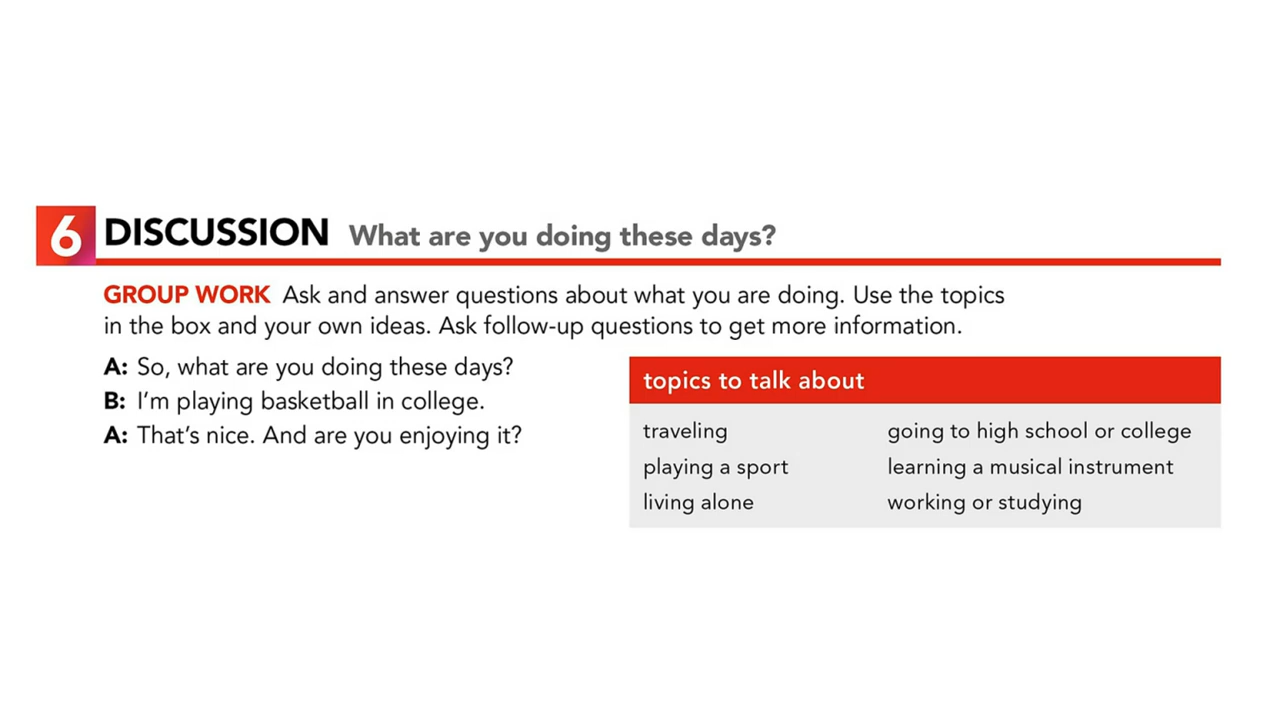 6 DISCUSSION What are you doing these days?
GROUP WORK Ask and answer questions about what you are doing. Use the topics
in the box and your own ideas. Ask follow-up questions to get more information.
A: So, what are you doing these days?
B: I'm playing basketball in college.
A: That's nice. And are you enjoying it?
topics to talk about
traveling
playing a sport
living alone
going to high school or college
learning a musical instrument
working or studying